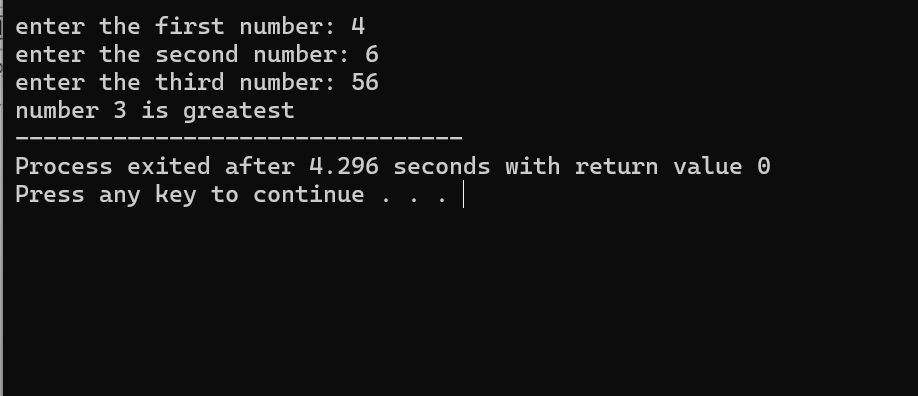 enter the first number: 4
enter the second number: 6
enter the third number: 56
number 3 is greatest
--------------------------------
Process exited after 4.296 seconds with return value 0
Press any key to continue . . .